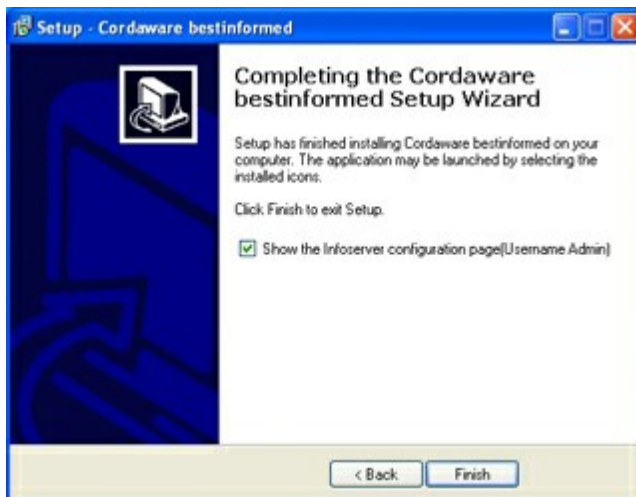 Setup - Cordaware bestinformed
Completing the Cordaware
bestinformed Setup Wizard
Setup has finished installing Cordaware bestinformed on your
computer. The application may be launched by selecting the
installed icons.
Click Finish to exit Setup.
Show the Infoserver configuration page(Username Admin)
< Back
Finish